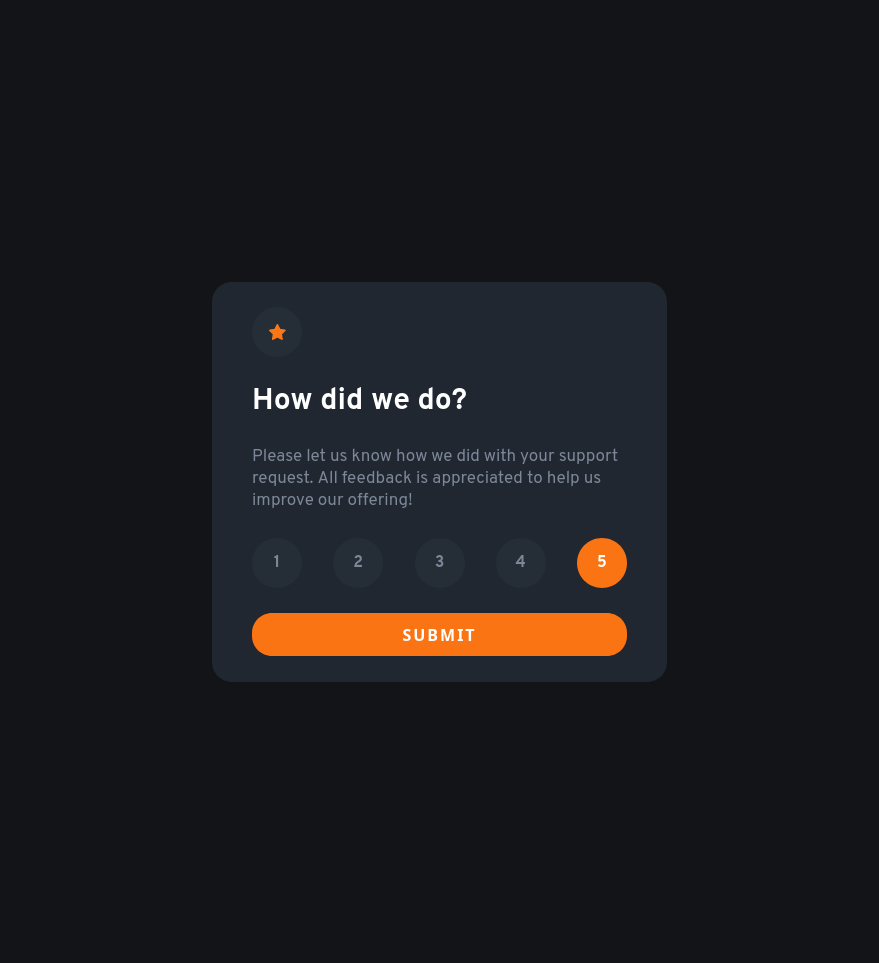 How did we do?
Please let us know how we did with your support
request. All feedback is appreciated to help us
improve our offering!
1 2 3 4 5
SUBMIT